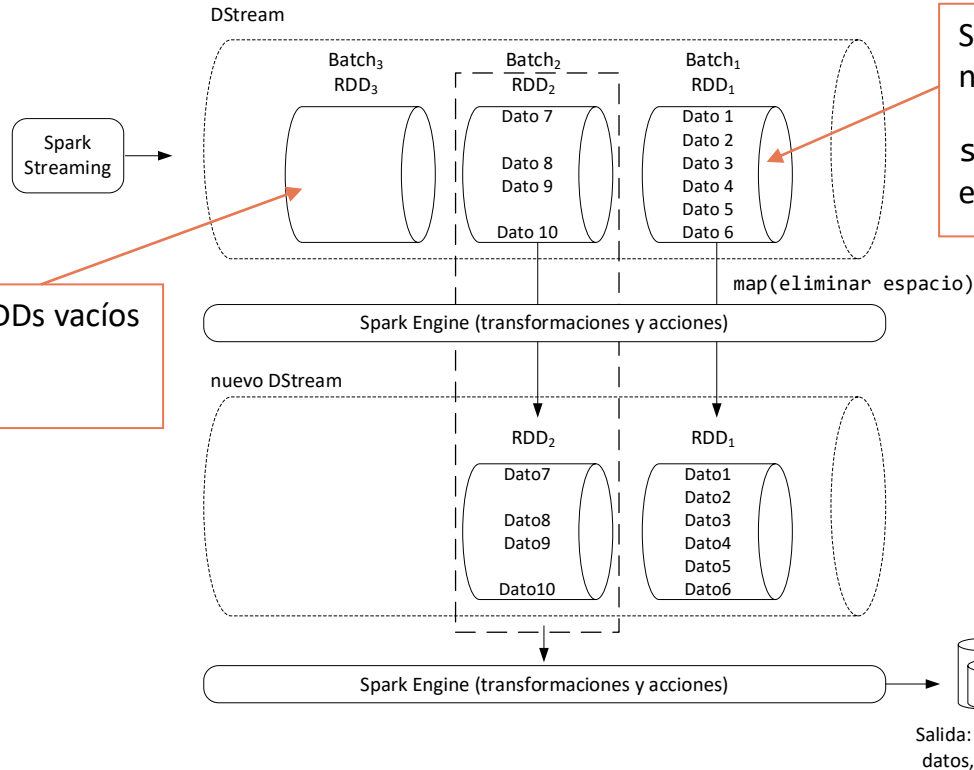 DStream
Batch₃
RDD₃
Batch₂
RDD₂
Batch₁
RDD₁
Spark
Streaming
Dato 7
Dato 8
Dato 9
Dato 10
Dato 1
Dato 2
Dato 3
Dato 4
Dato 5
Dato 6
vacíos
map(eliminar espacio)
Spark Engine (transformaciones y acciones)
nuevo DStream
RDD₂
RDD₁
Dato7
Dato8
Dato9
Dato10
Dato1
Dato2
Dato3
Dato4
Dato5
Dato6
Spark Engine (transformaciones y acciones)
Salida:
datos,